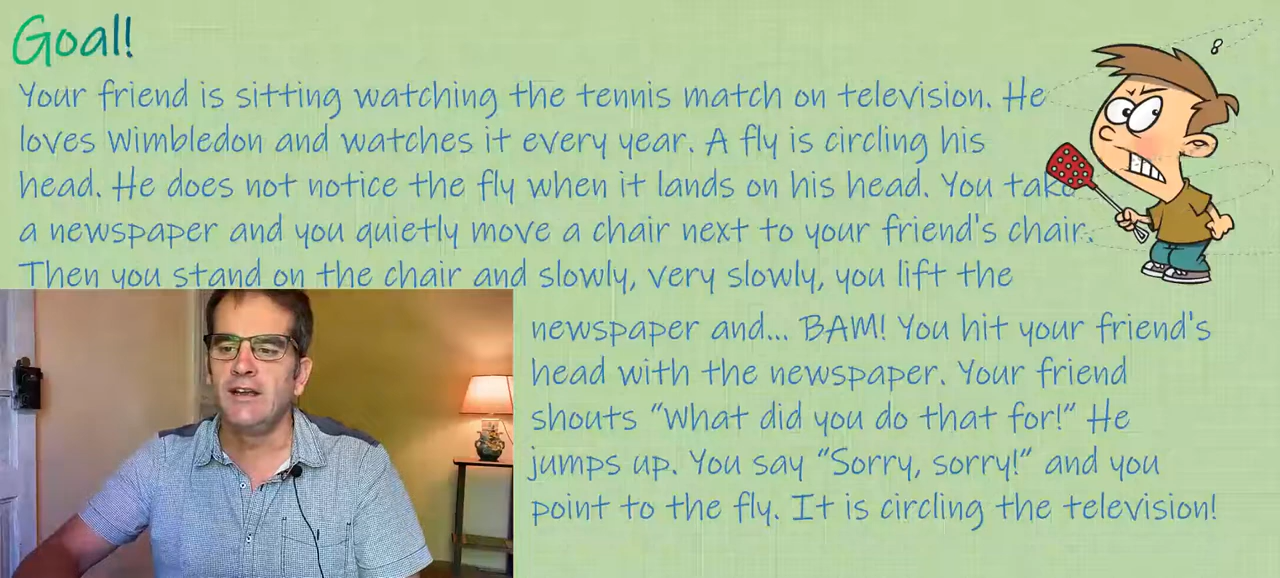 Goal!
Your friend is sitting watching the tennis match on television. He
loves Wimbledon and watches it every year. A fly is circling his
head. He does not notice the fly when it lands on his head. You take
a newspaper and you quietly move a chair next to your friend's chair.
Then you stand on the chair and slowly, very slowly, you lift the
newspaper and... BAM! You hit your friend's
head with the newspaper. Your friend
shouts “What did you do that for!” He
jumps up. You say “Sorry, sorry!” and you
point to the fly. It is circling the television!